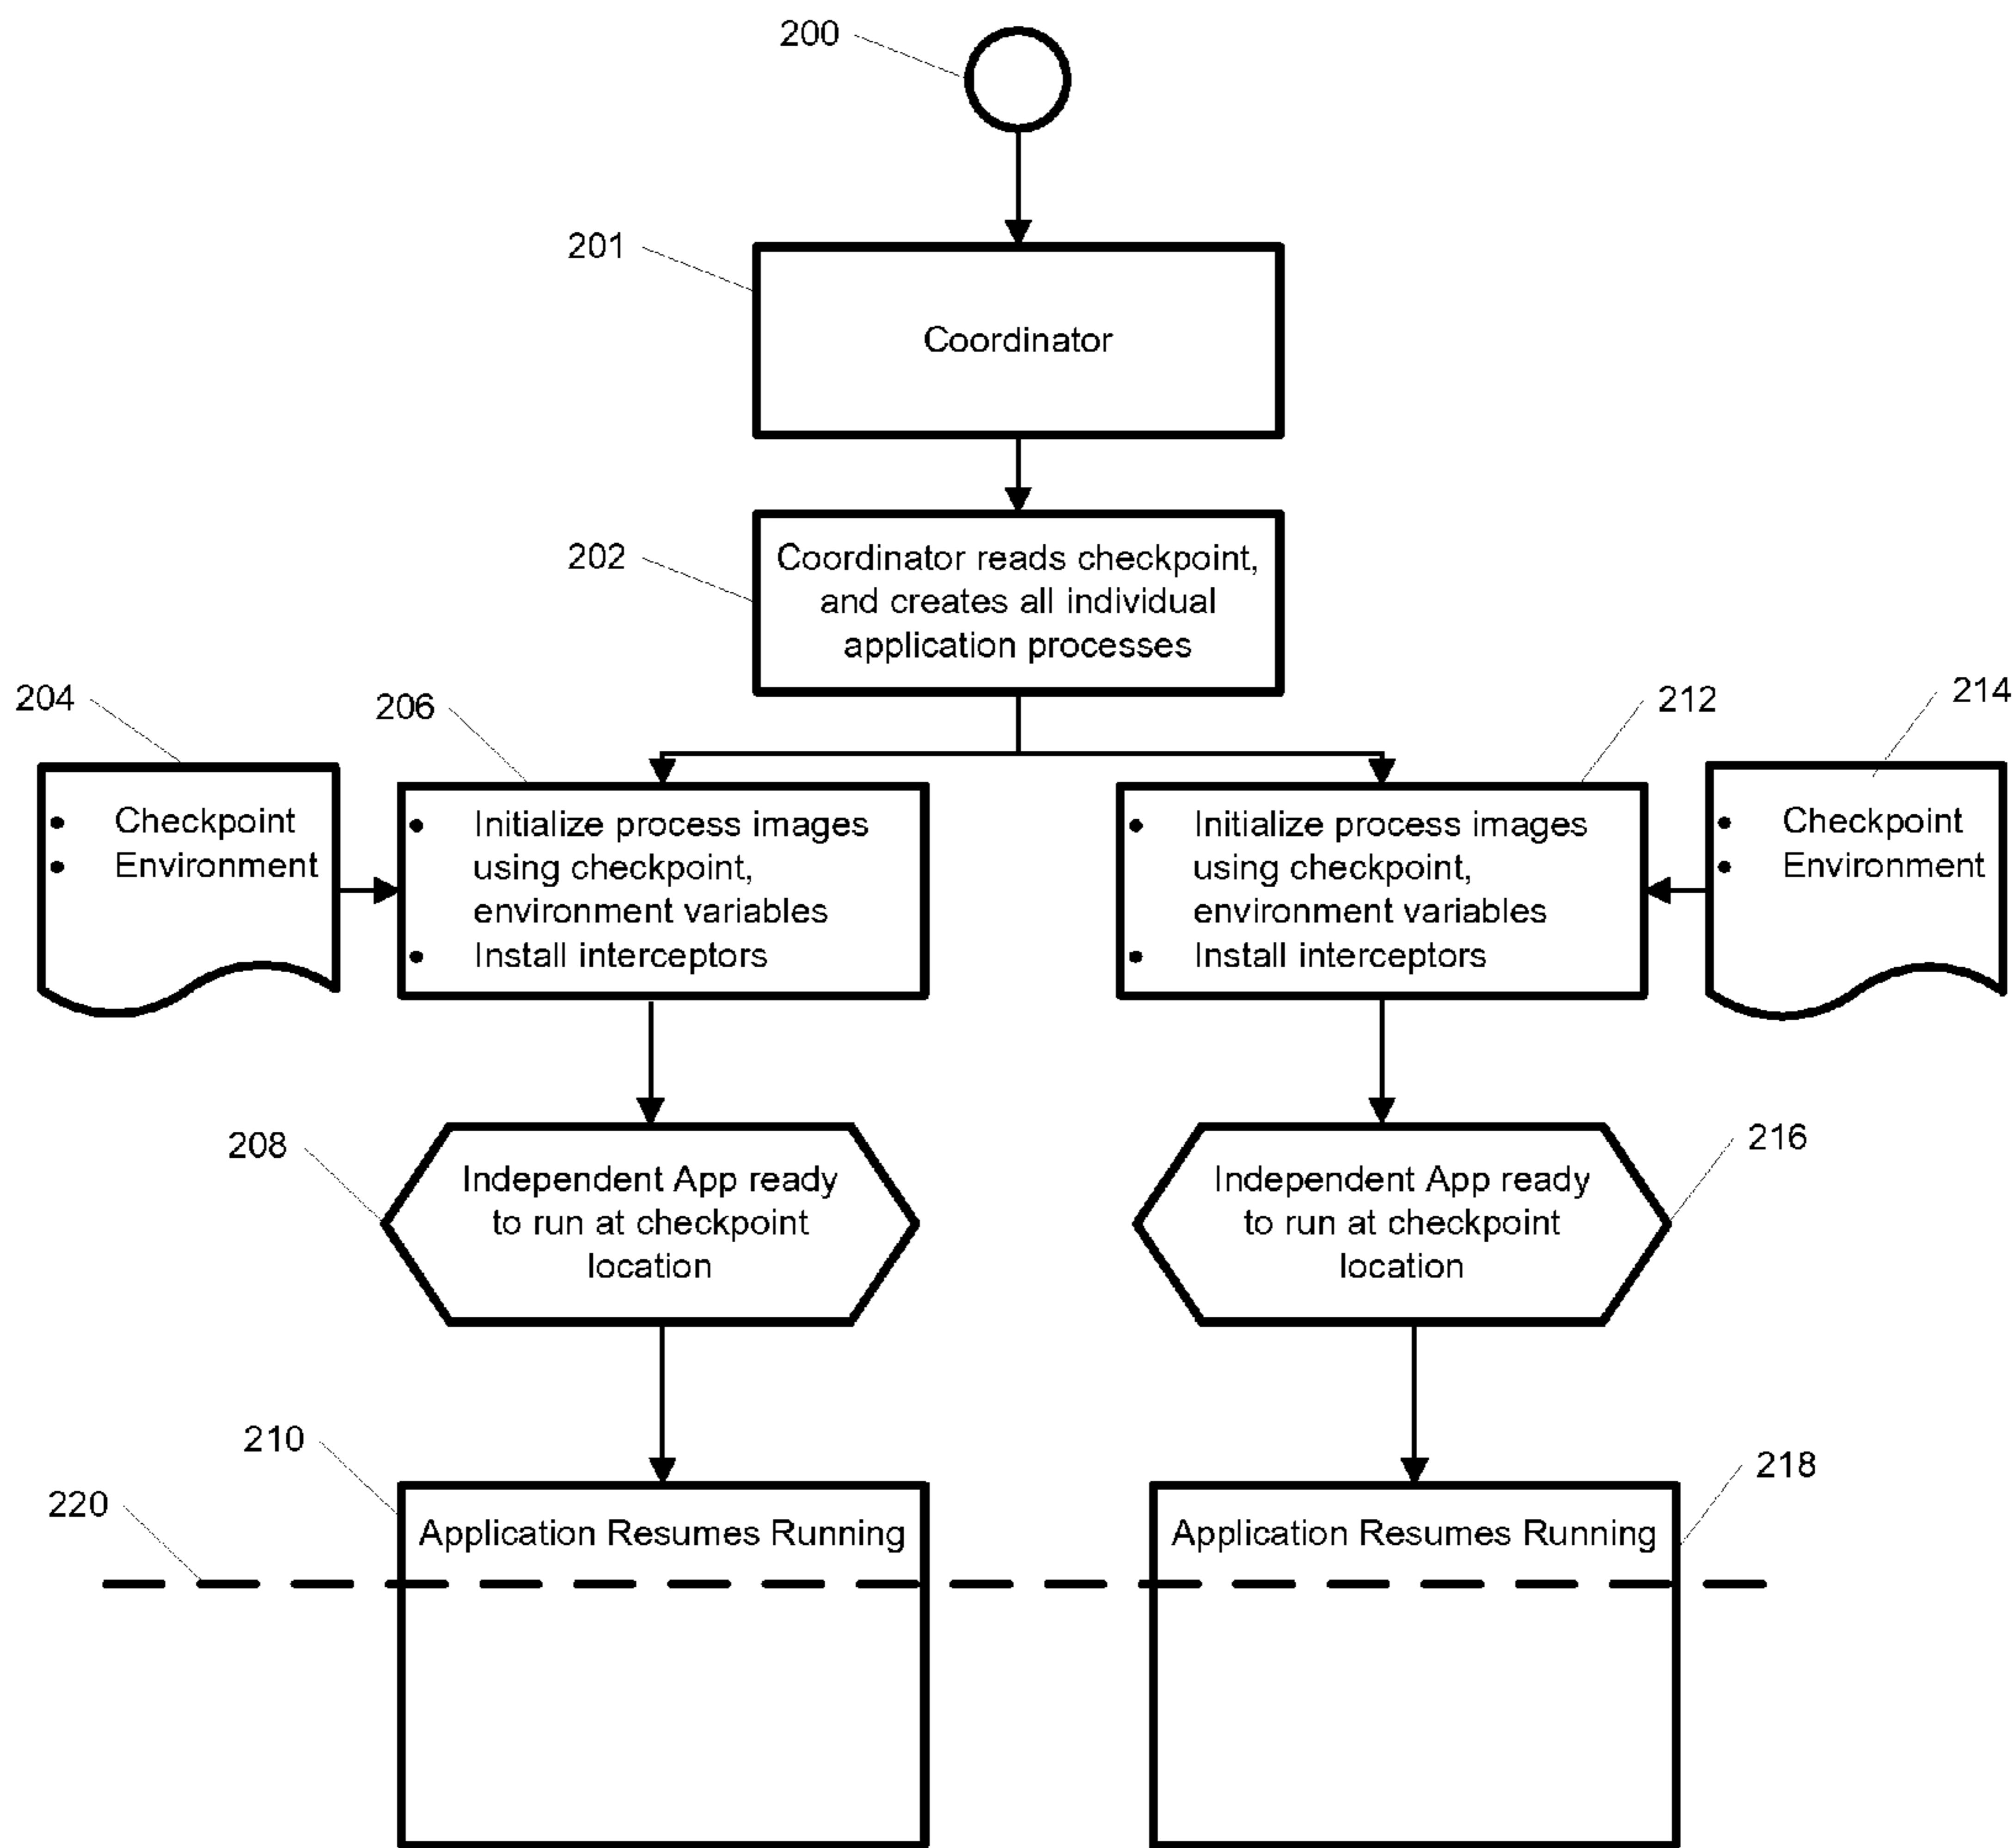 200
201
Coordinator
202
Coordinator reads checkpoint,
and creates all individual
application processes
204
206
212
214
• Checkpoint
• Environment
• Initialize process images
using checkpoint,
environment variables
• Install interceptors
• Initialize process images
using checkpoint,
environment variables
• Install interceptors
• Checkpoint
• Environment
208
Independent App ready
to run at checkpoint
location
Independent App ready
to run at checkpoint
location
216
210
Application Resumes Running
Application Resumes Running
218
220